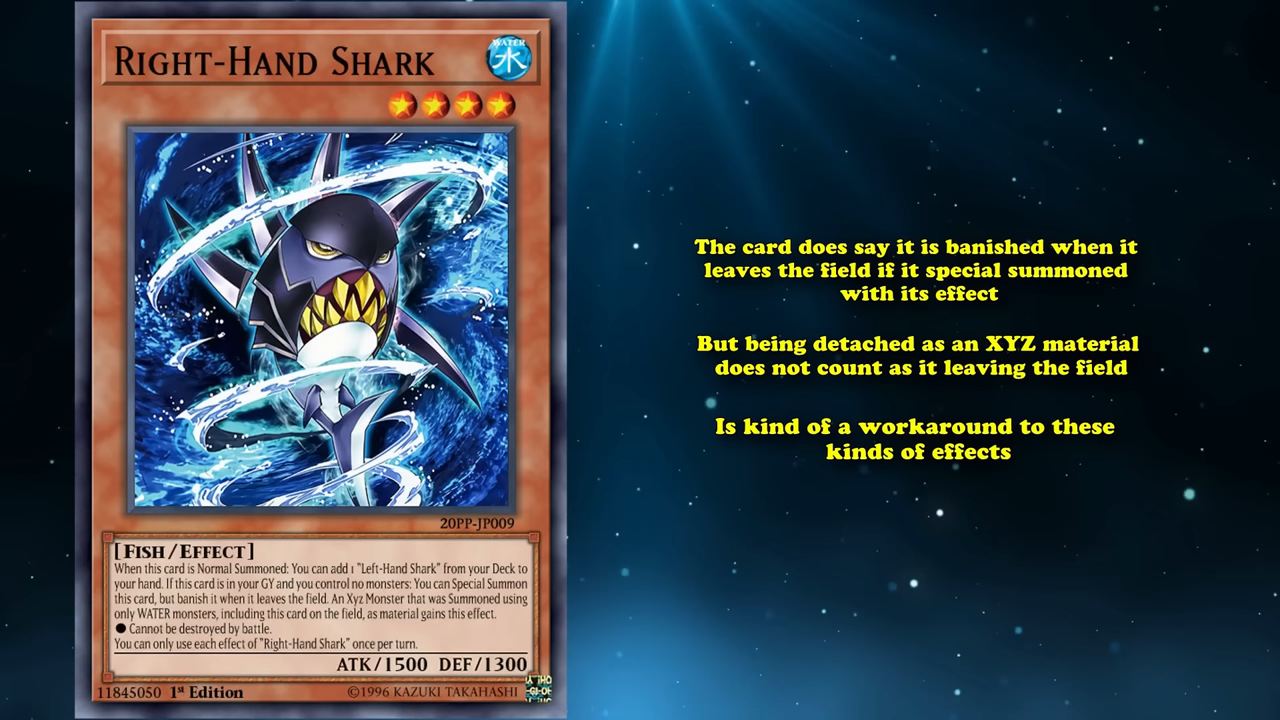 RIGHT-HAND SHARK
WATER
水
20PP-JP009
[FISH/EFFECT]
When this card is Normal Summoned: You can add 1 "Left-Hand Shark" from your Deck to
your hand. If this card is in your GY and you control no monsters: You can Special Summon
this card, but banish it when it leaves the field. An Xyz Monster that was Summoned using
only WATER monsters, including this card on the field, as material gains this effect.
● Cannot be destroyed by battle.
You can only use each effect of "Right-Hand Shark" once per turn.
ATK/1500 DEF/1300
11845050 1st Edition
©1996 KAZUKI TAKAHASHI
The card does say it is banished when it
leaves the field if it special summoned
with its effect
But being detached as an XYZ material
does not count as it leaving the field
Is kind of a workaround to these
kinds of effects